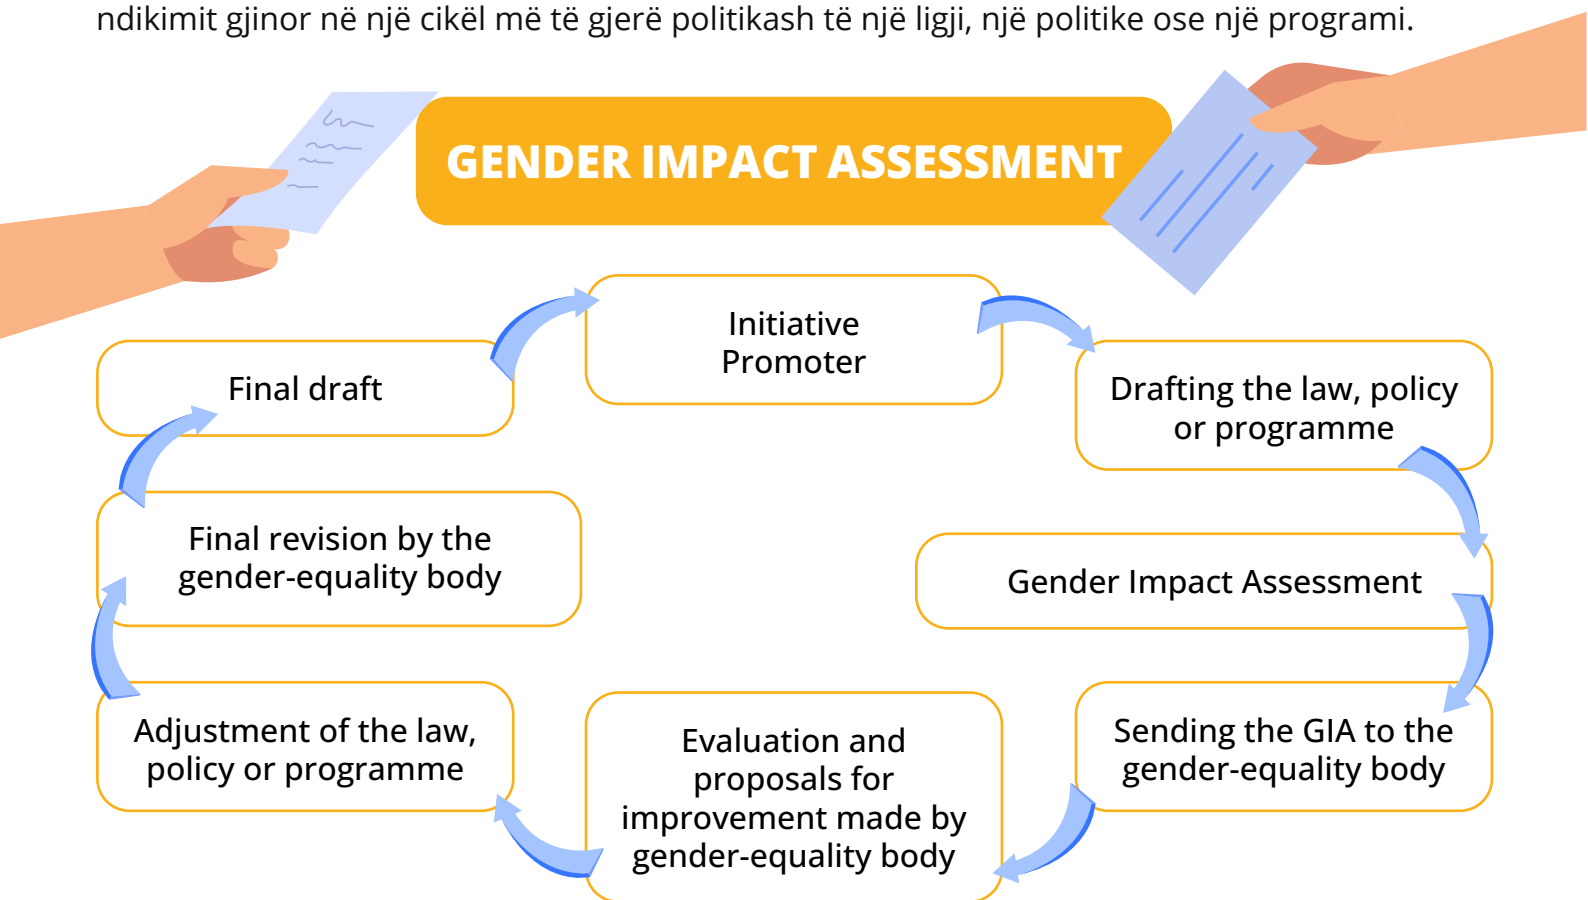 ndikimit gjinor në një cikël më të gjerë politikash të një ligji, një politike ose një programi.
GENDER IMPACT ASSESSMENT
Initiative
Promoter
Drafting the law, policy
or programme
Gender Impact Assessment
Sending the GIA to the
gender-equality body
Evaluation and
proposals for
improvement made by
gender-equality body
Adjustment of the law,
policy or programme
Final revision by the
gender-equality body
Final draft